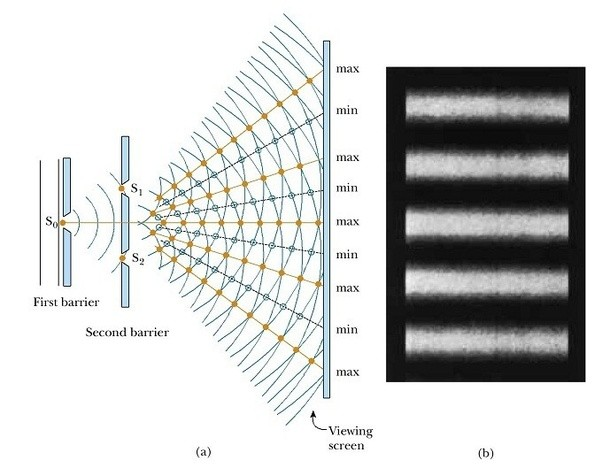 max
min
max
S₁
min
S₀
max
S₂
min
max
First barrier
Second barrier
min
max
Viewing
screen
(a)
(b)